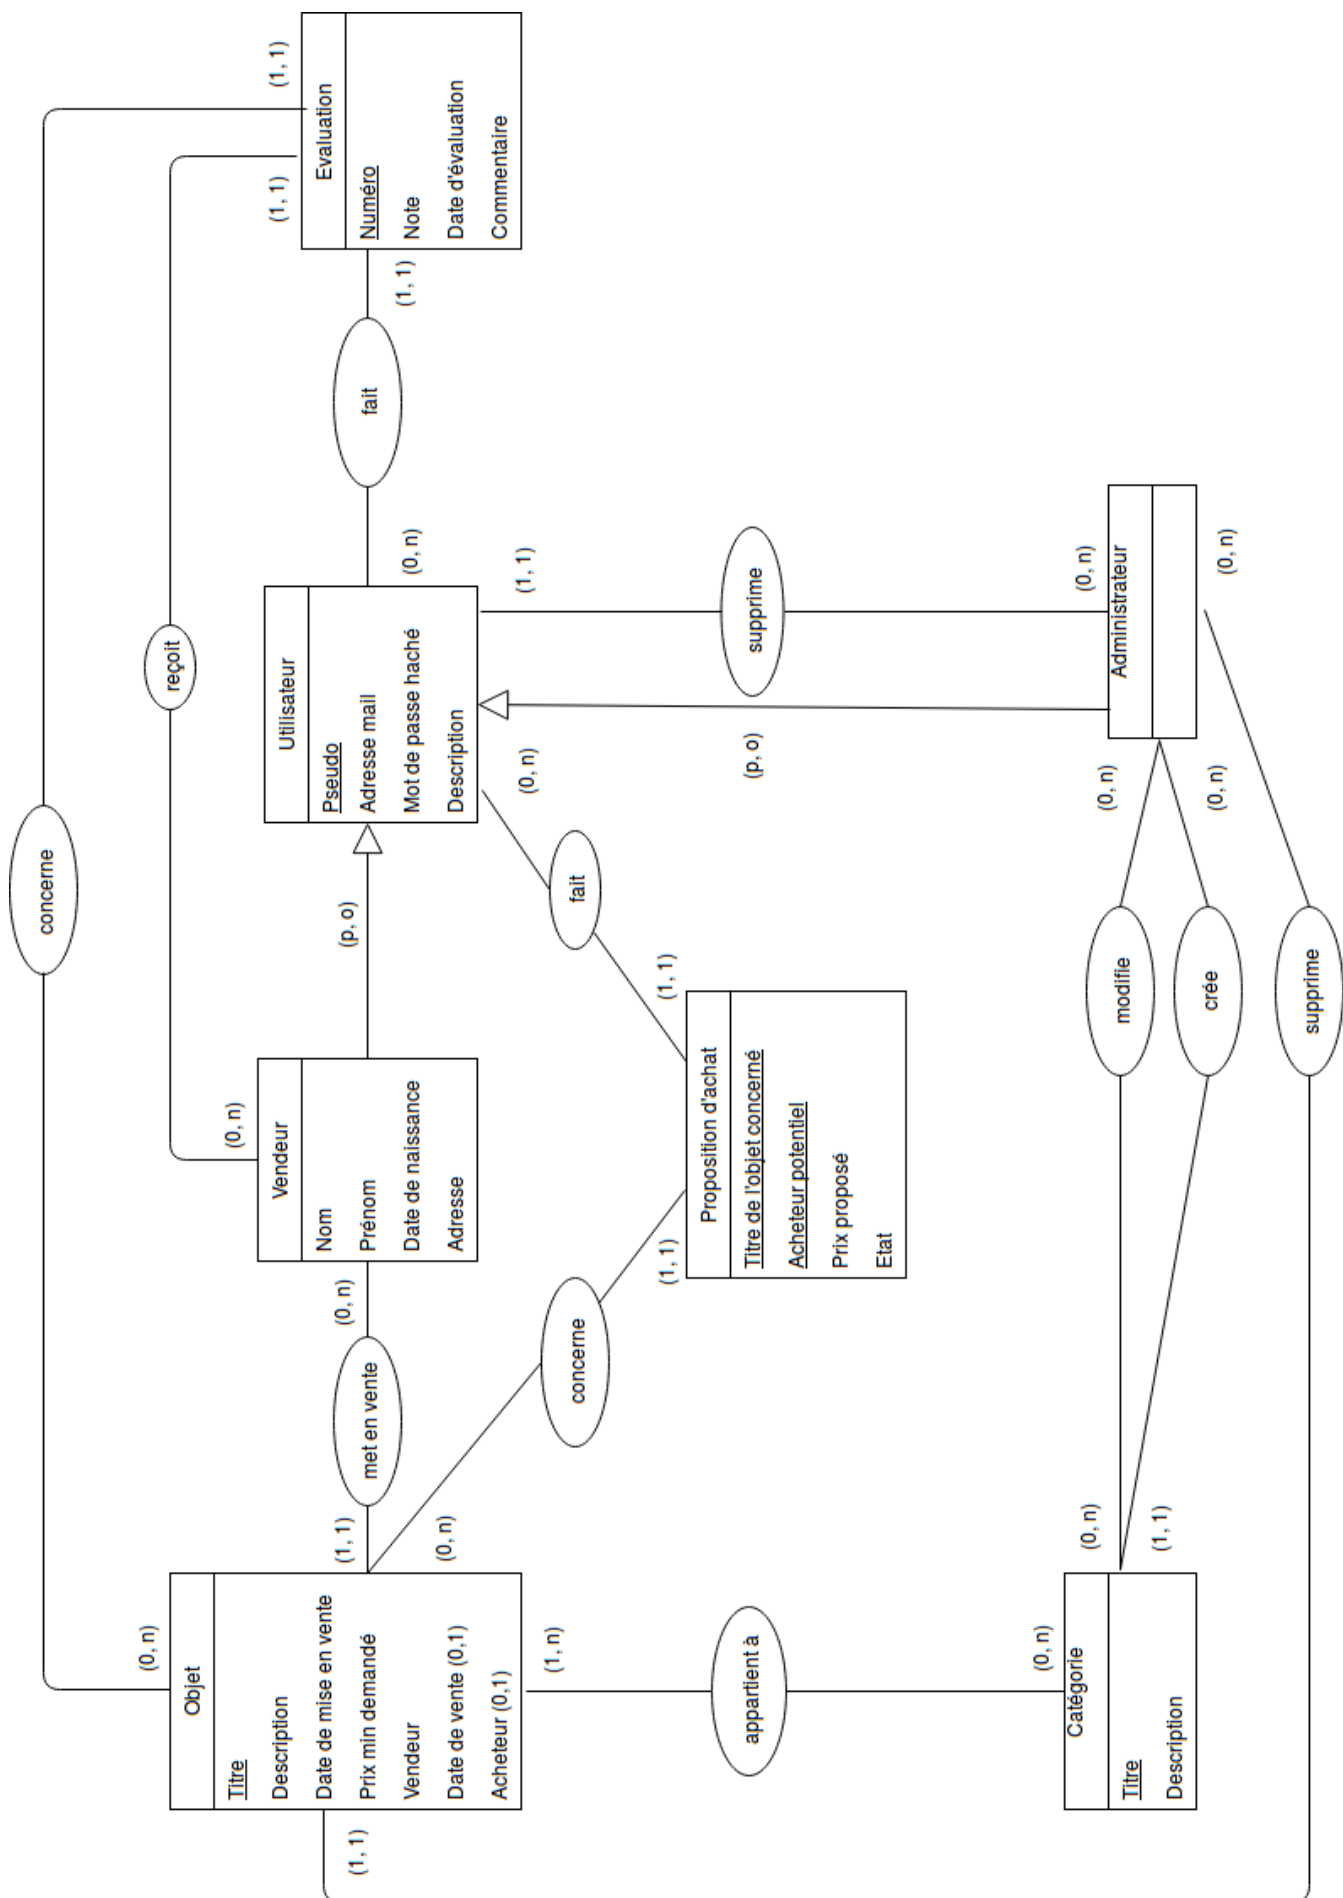 concerne
reçoit
(1, 1)
(1, 1)
Evaluation
Numéro
Note
Date d'évaluation
Commentaire
(1, 1)
fait
(0, n)
Utilisateur
Pseudo
Adresse mail
Mot de passe haché
Description
(p, o)
(0, n)
Vendeur
Nom
Prénom
Date de naissance
Adresse
(0, n)
met en vente
(1, 1)
(0, n)
(0, n)
Objet
Titre
Description
Date de mise en vente
Prix min demandé
Vendeur
Date de vente (0,1)
Acheteur (0,1)
(1, 1)
(1, n)
appartient à
(0, n)
Catégorie
Titre
Description
(0, n)
(1, 1)
concerne
(1, 1)
Proposition d'achat
Titre de l'objet concerné
Acheteur potentiel
Prix proposé
Etat
(1, 1)
fait
(0, n)
(1, 1)
supprime
(0, n)
(p, o)
Administrateur
(0, n)
(0, n)
(0, n)
modifie
crée
supprime